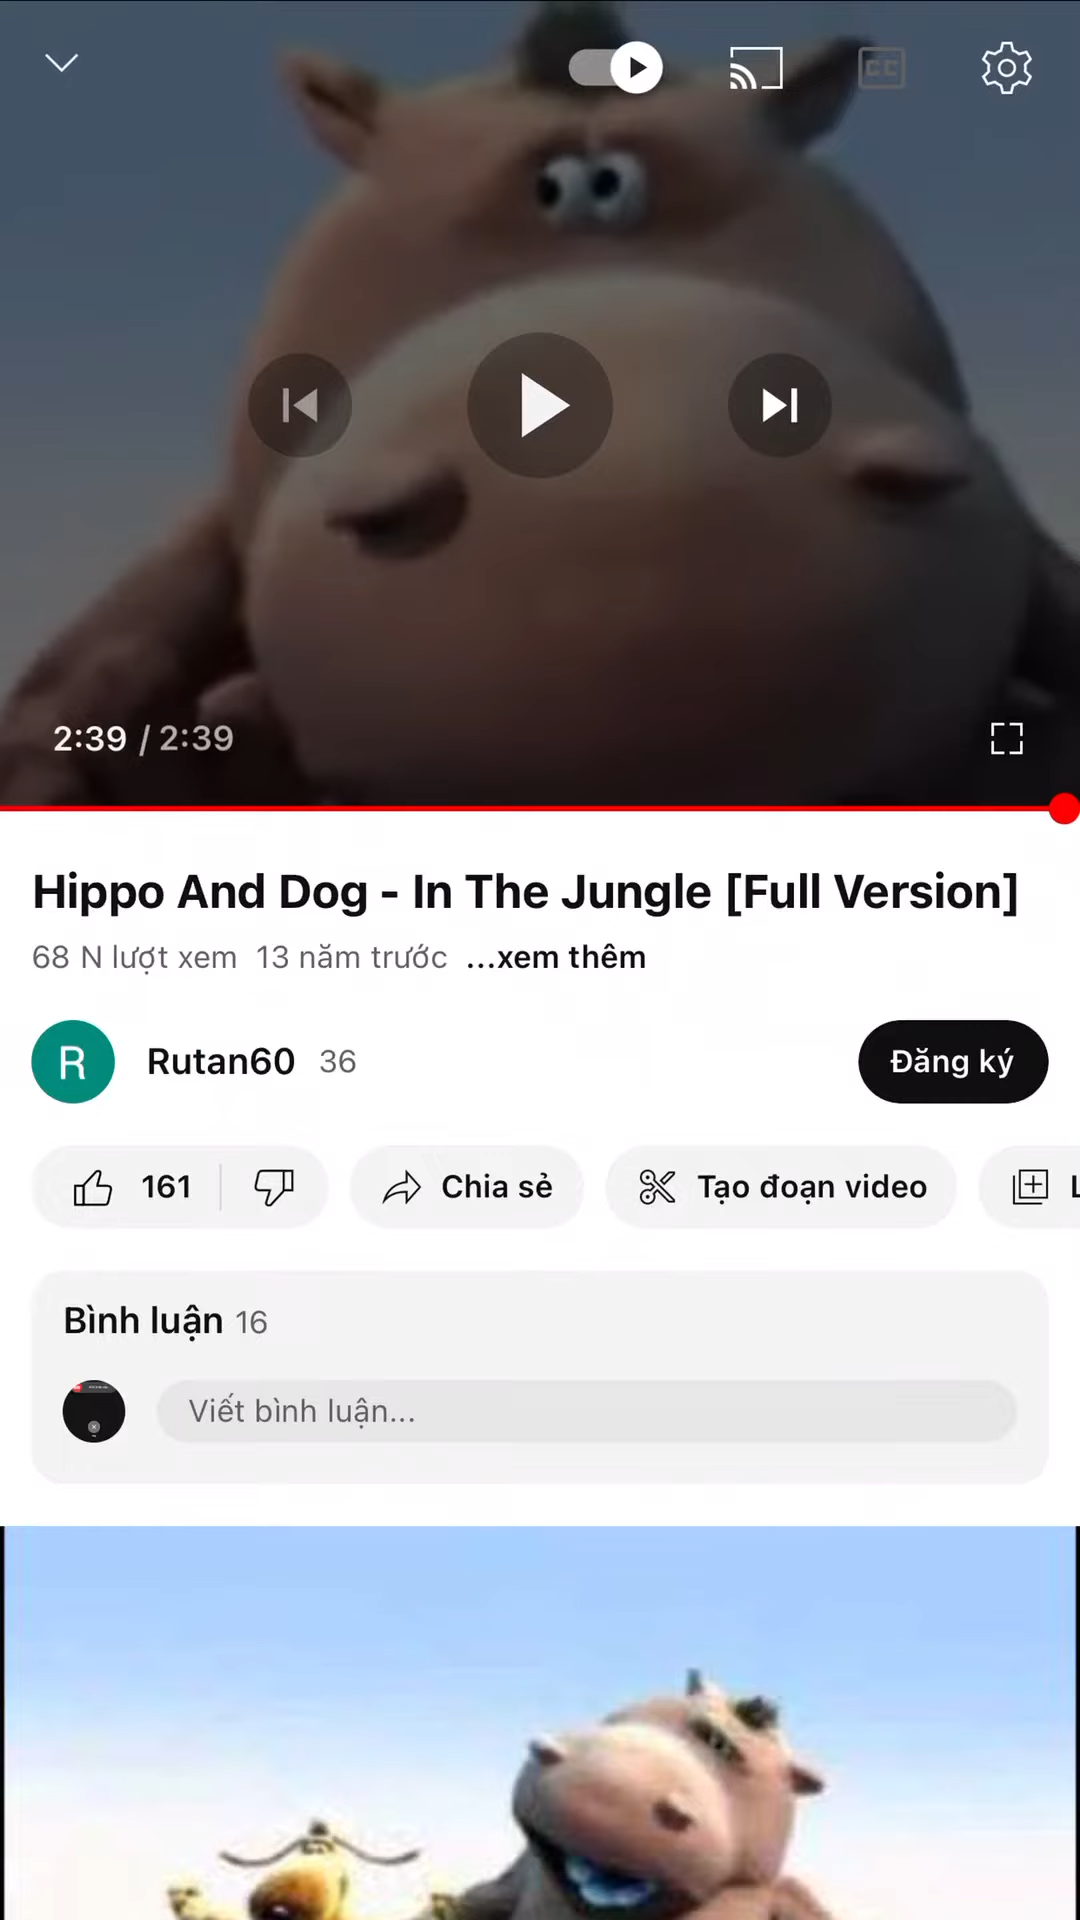 CC
2:39 / 2:39
Hippo And Dog - In The Jungle [Full Version]
68 N lượt xem 13 năm trước ...xem thêm
R Rutan60 36 Đăng ký
161 Chia sẻ Tạo đoạn video
Bình luận 16
Viết bình luận...